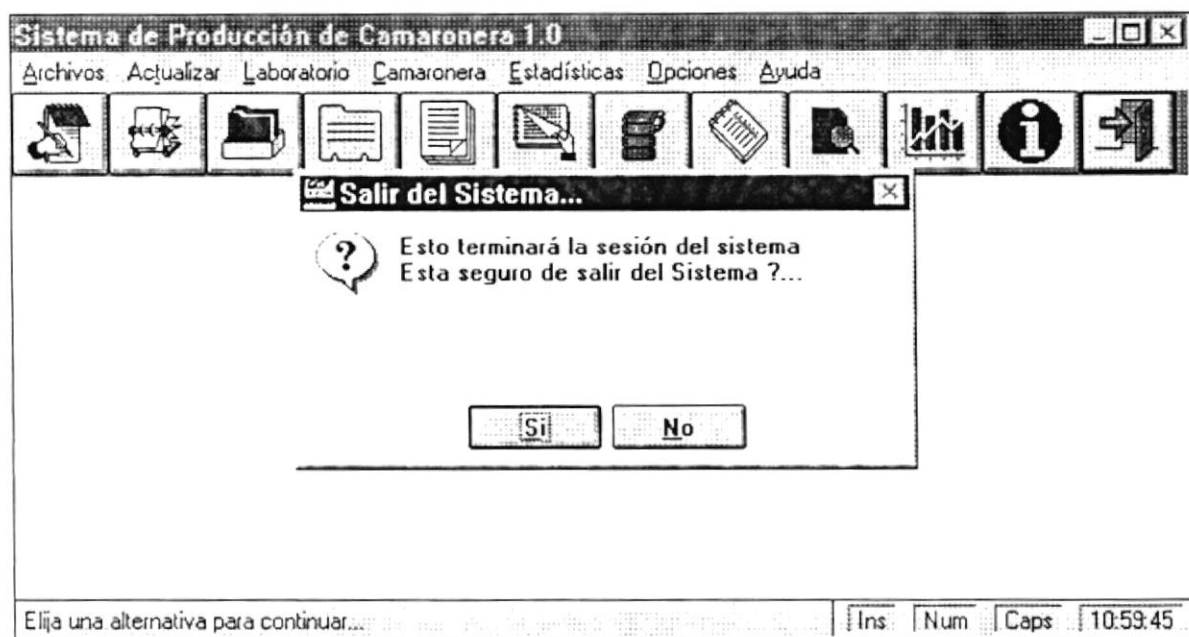 Sistema de Producción de Camaronera 1.0
Archivos Actualizar Laboratorio Camaronera Estadísticas Opciones Ayuda
Salir del Sistema...
Esto terminará la sesión del sistema
Esta seguro de salir del Sistema ?...
Si No
Elija una alternativa para continuar... Ins Num Caps 10:59:45